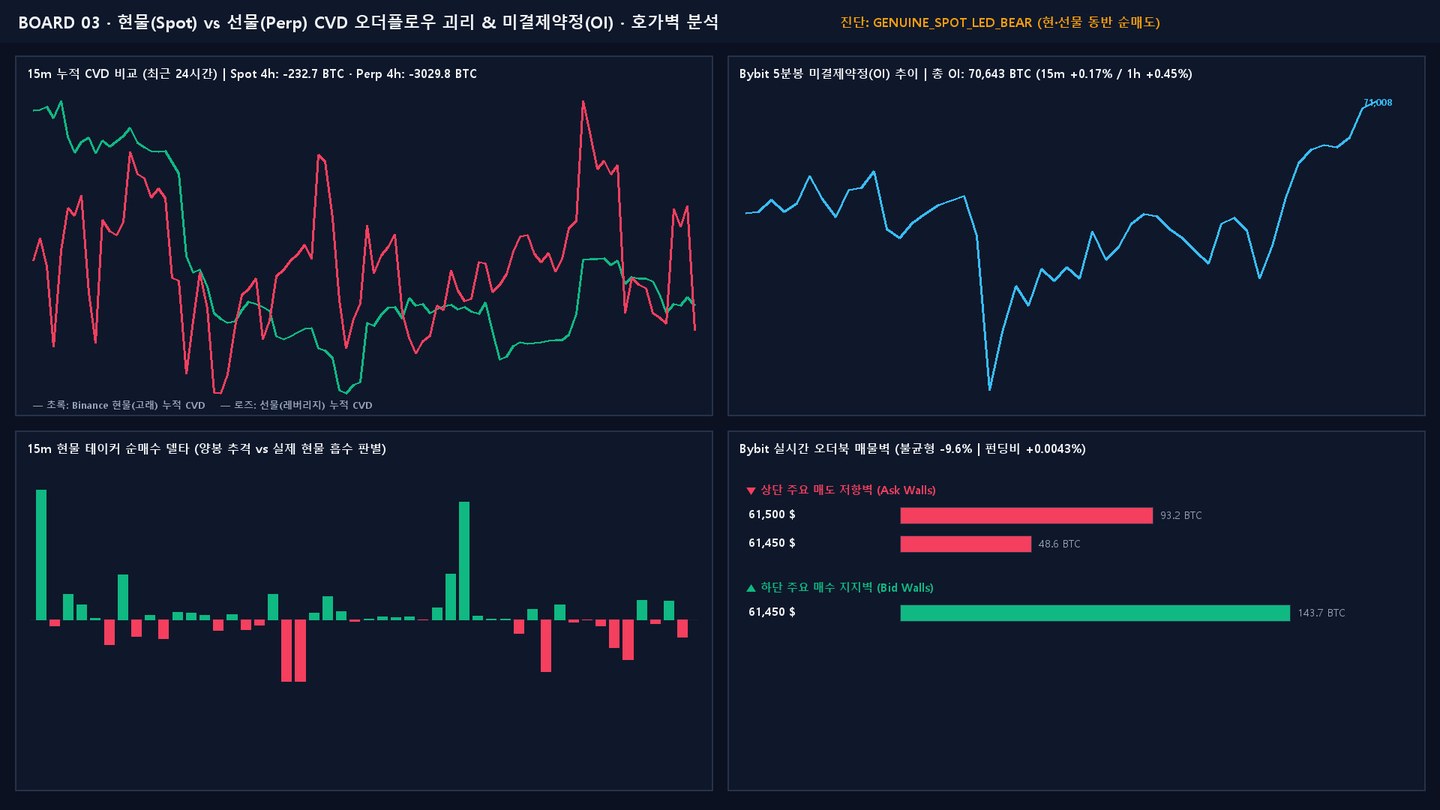 BOARD 03 · 현물(Spot) vs 선물(Perp) CVD 오더플로우 괴리 & 미결제약정(OI) · 호가벽 분석
진단: GENUINE_SPOT_LED_BEAR (현·선물 동반 순매도)
15m 누적 CVD 비교 (최근 24시간) | Spot 4h: -232.7 BTC · Perp 4h: -3029.8 BTC
— 초록: Binance 현물(고래) 누적 CVD — 로즈: 선물(레버리지) 누적 CVD
Bybit 5분봉 미결제약정(OI) 추이 | 총 OI: 70,643 BTC (15m +0.17% / 1h +0.45%)
71,008
15m 현물 테이커 순매수 델타 (양봉 추격 vs 실제 현물 흡수 판별)
Bybit 실시간 오더북 매물벽 (불균형 -9.6% | 펀딩비 +0.0043%)
▼ 상단 주요 매도 저항벽 (Ask Walls)
61,500 $ 93.2 BTC
61,450 $ 48.6 BTC
▲ 하단 주요 매수 지지벽 (Bid Walls)
61,450 $ 143.7 BTC